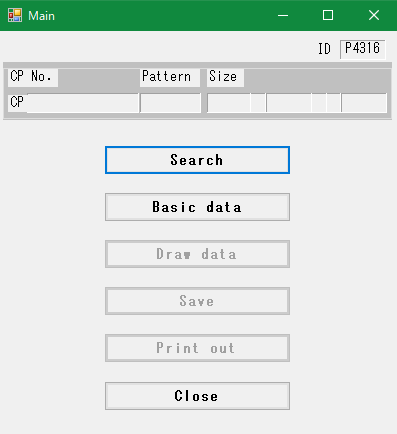 Main
ID P4316
CP No. Pattern Size
CP
Search
Basic data
Draw data
Save
Print out
Close